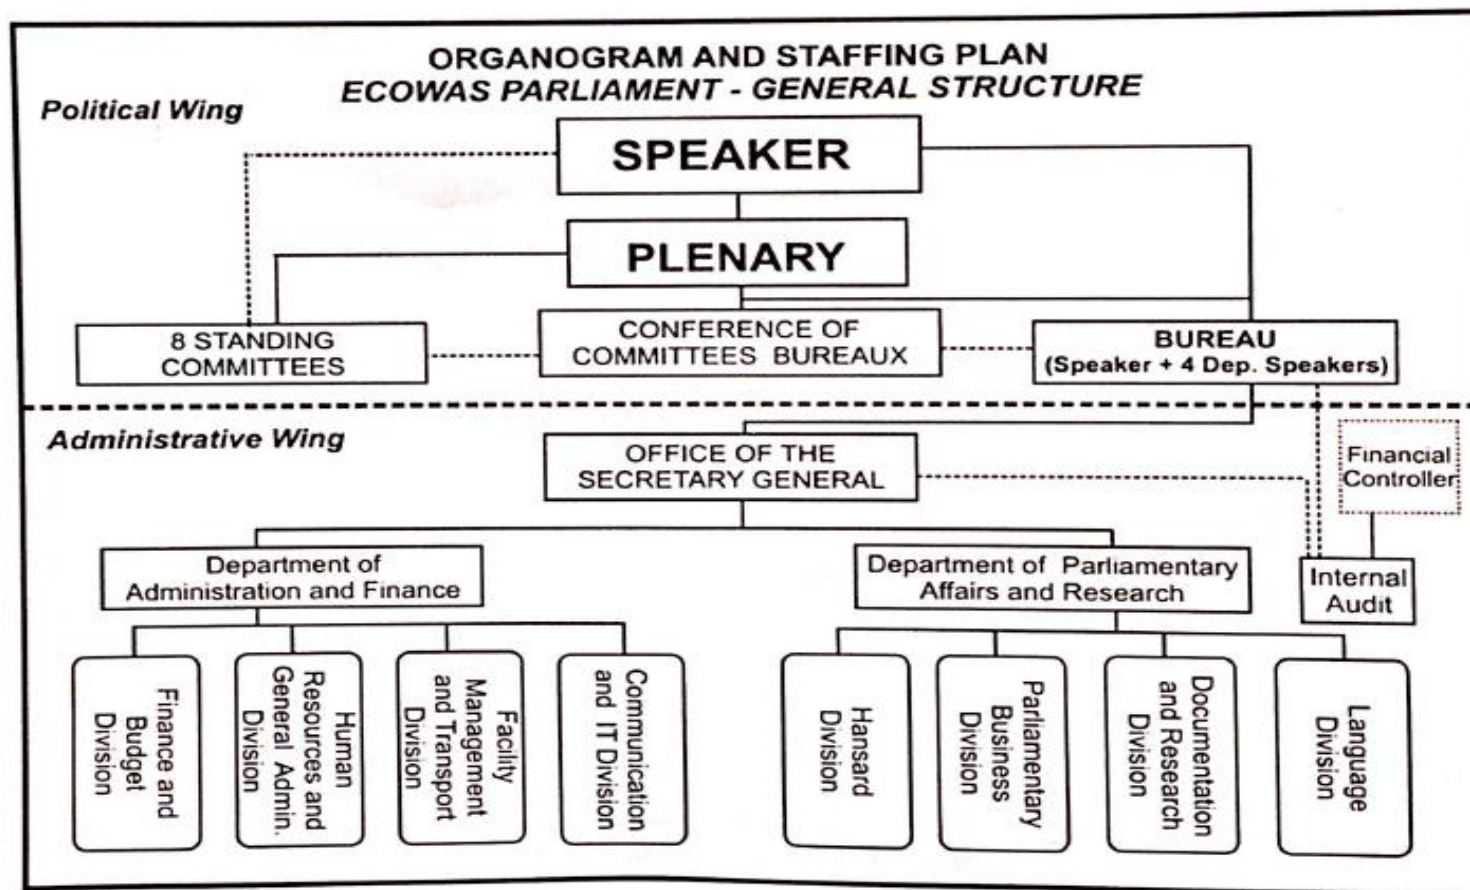 ORGANOGRAM AND STAFFING PLAN
ECOWAS PARLIAMENT - GENERAL STRUCTURE
Political Wing
SPEAKER
PLENARY
8 STANDING
COMMITTEES
CONFERENCE OF
COMMITTEES BUREAUX
BUREAU
(Speaker + 4 Dep. Speakers)
Administrative Wing
OFFICE OF THE
SECRETARY GENERAL
Financial
Controller
Department of
Administration and Finance
Department of Parliamentary
Affairs and Research
Internal
Audit
Finance and
Budget
Division
Human
Resources and
General Admin.
Division
Facility
Management
and Transport
Division
Communication
and IT Division
Hansard
Division
Parliamentary
Business
Division
Documentation
and Research
Division
Language
Division